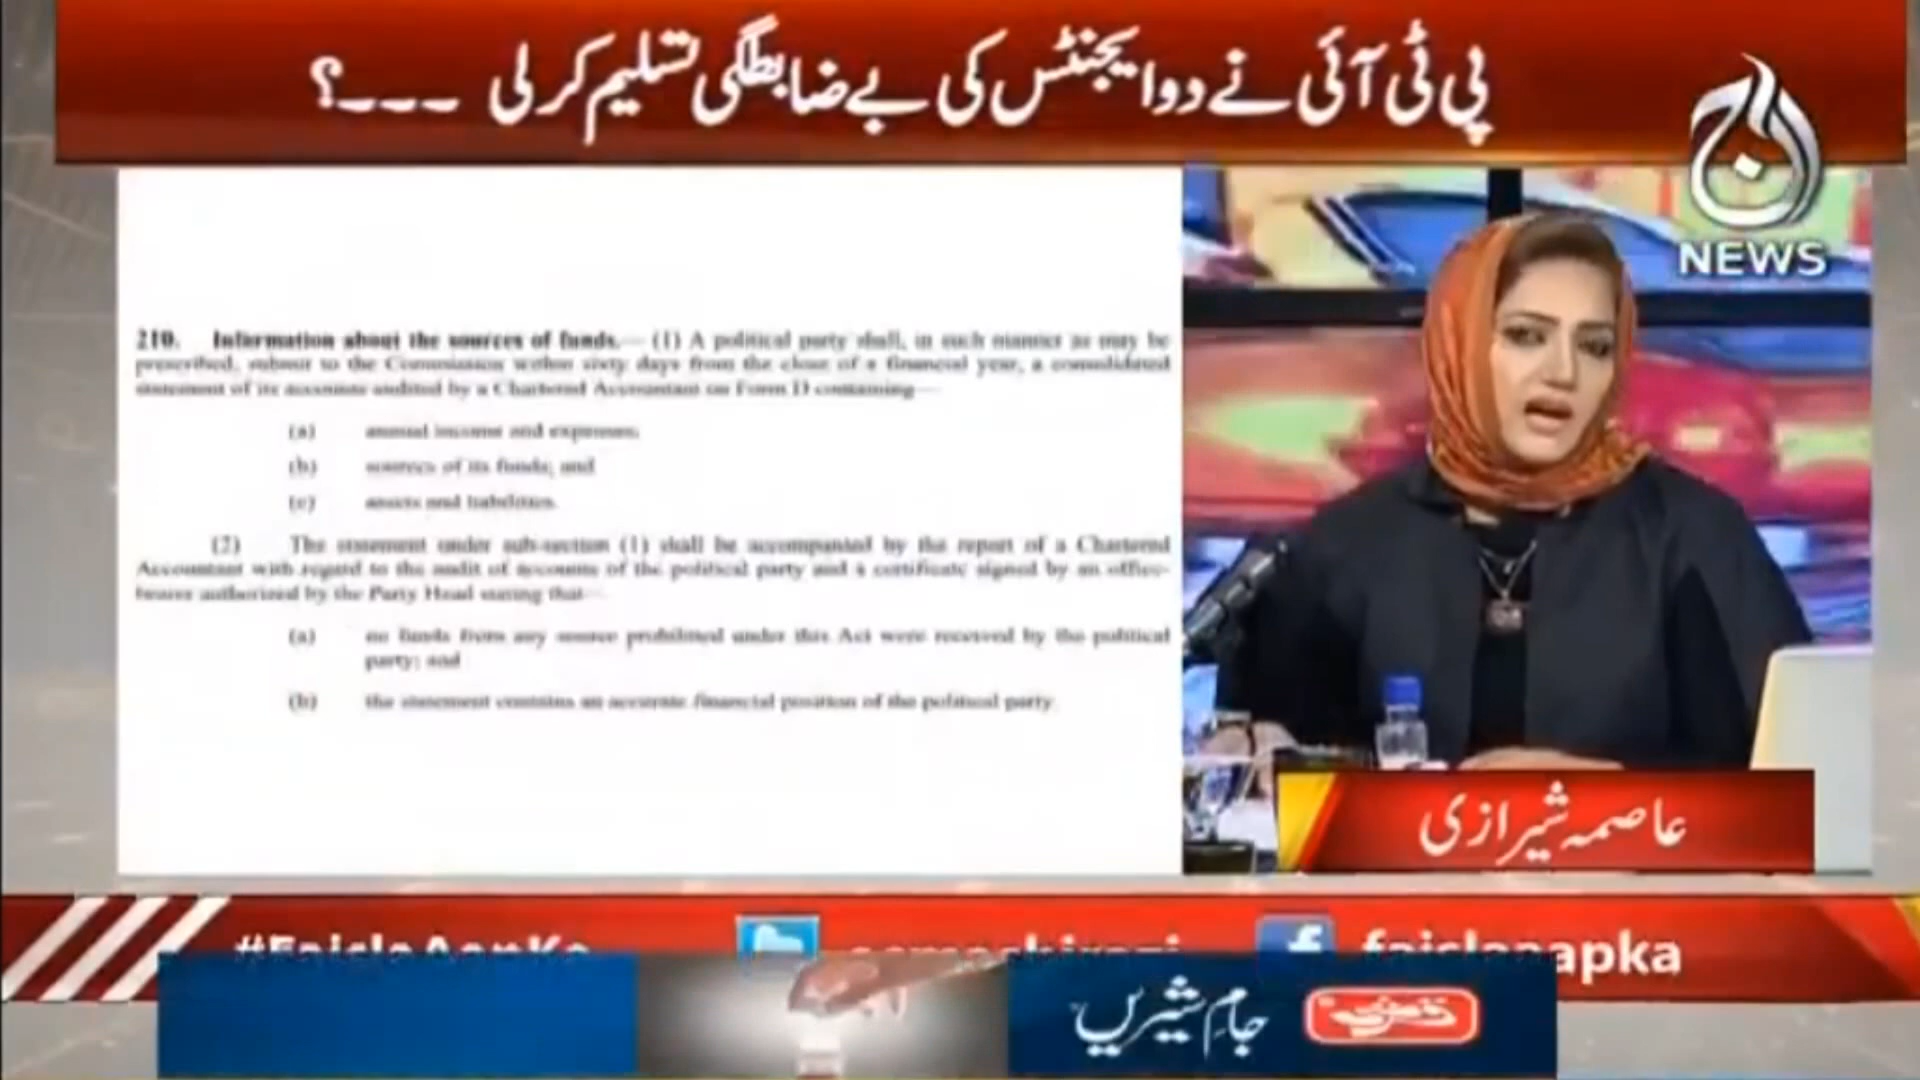 پی ٹی آئی نے دو ایجنٹس کی بے ضابطگی تسلیم کر لی ---؟
آج
NEWS
210. Information about the sources of funds.— (1) A political party shall, in such manner as may be
prescribed, submit to the Commission within sixty days from the close of a financial year, a consolidated
statement of its accounts audited by a Chartered Accountant on Form D containing—
(a) annual income and expenses;
(b) sources of its funds; and
(c) assets and liabilities.
(2) The statement under sub-section (1) shall be accompanied by the report of a Chartered
Accountant with regard to the audit of accounts of the political party and a certificate signed by an office-
bearer authorized by the Party Head stating that—
(a) no funds from any source prohibited under this Act were received by the political
party; and
(b) the statement contains an accurate financial position of the political party.
عاصمہ شیرازی
#FaislaAapKa
asmashirazi
faislaaapka
جامِ شیریں
قرشی